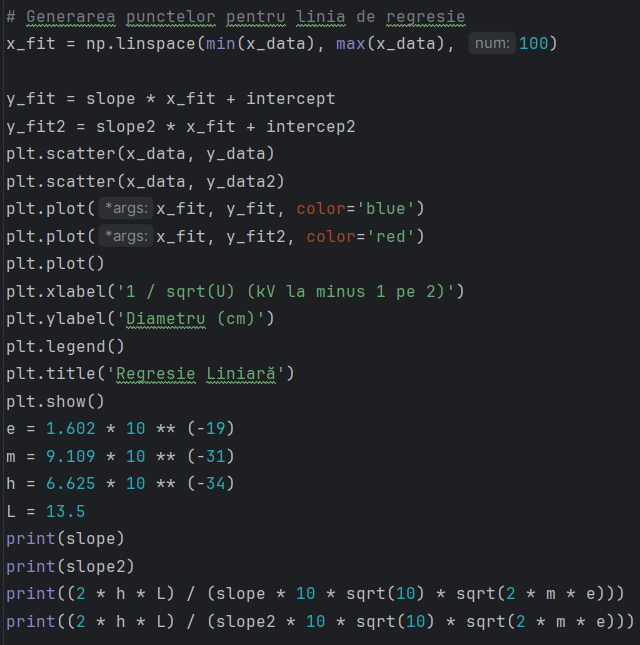 # Generarea punctelor pentru linia de regresie
x_fit = np.linspace(min(x_data), max(x_data), num: 100)
y_fit = slope * x_fit + intercept
y_fit2 = slope2 * x_fit + intercep2
plt.scatter(x_data, y_data)
plt.scatter(x_data, y_data2)
plt.plot( *args: x_fit, y_fit, color='blue')
plt.plot( *args: x_fit, y_fit2, color='red')
plt.plot()
plt.xlabel('1 / sqrt(U) (kV la minus 1 pe 2)')
plt.ylabel('Diametru (cm)')
plt.legend()
plt.title('Regresie Liniară')
plt.show()
e = 1.602 * 10 ** (-19)
m = 9.109 * 10 ** (-31)
h = 6.625 * 10 ** (-34)
L = 13.5
print(slope)
print(slope2)
print((2 * h * L) / (slope * 10 * sqrt(10) * sqrt(2 * m * e)))
print((2 * h * L) / (slope2 * 10 * sqrt(10) * sqrt(2 * m * e)))